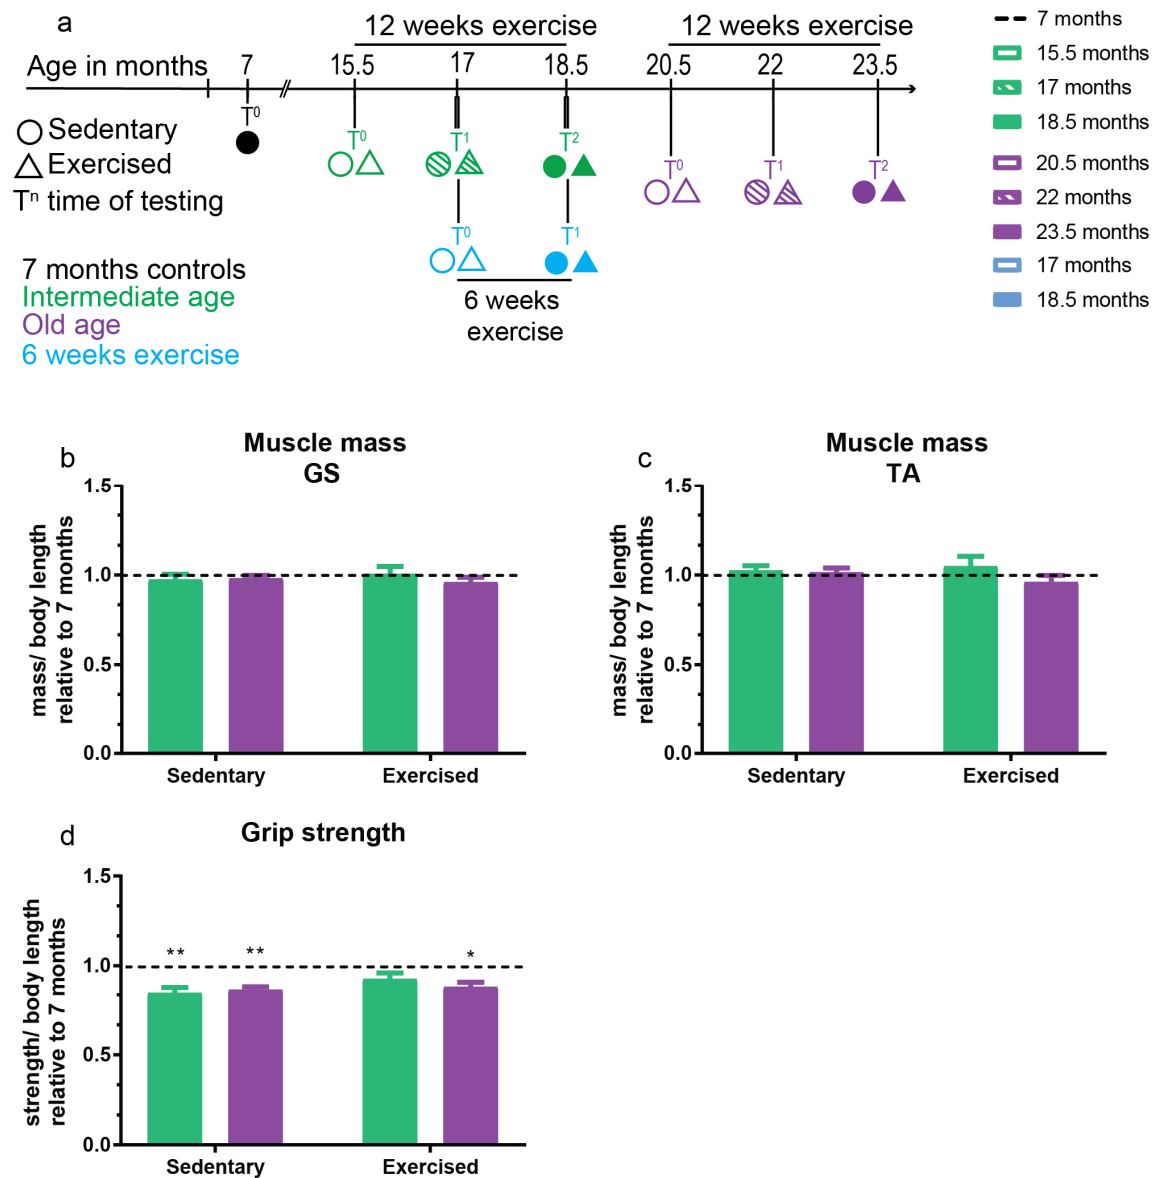 a
12 weeks exercise
12 weeks exercise
Age in months
7
15.5
17
18.5
20.5
22
23.5
T⁰
Sedentary
Exercised
Tⁿ time of testing
T⁰
T¹
T²
T⁰
T¹
T²
T⁰
T¹
6 weeks
exercise
7 months controls
Intermediate age
Old age
6 weeks exercise
7 months
15.5 months
17 months
18.5 months
20.5 months
22 months
23.5 months
17 months
18.5 months
b
Muscle mass
GS
mass/ body length
relative to 7 months
1.5
1.0
0.5
0.0
Sedentary
Exercised
c
Muscle mass
TA
mass/ body length
relative to 7 months
1.5
1.0
0.5
0.0
Sedentary
Exercised
d
Grip strength
strength/ body length
relative to 7 months
1.5
1.0
0.5
0.0
**
**
*
Sedentary
Exercised